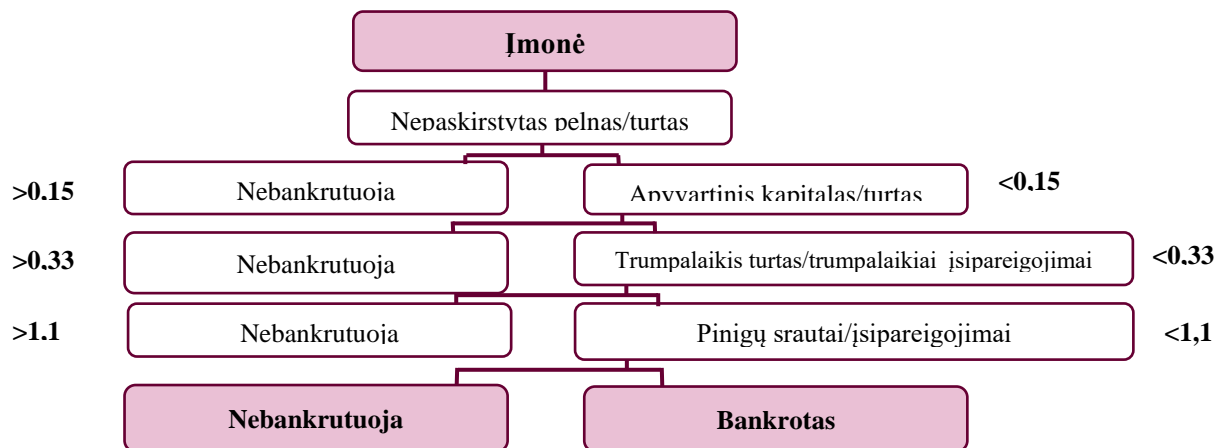 Įmonė
Nepaskirstytas pelnas/turtas
>0,15 Nebankrutuoja Apyvartinis kapitalas/turtas <0,15
>0,33 Nebankrutuoja Trumpalaikis turtas/trumpalaikiai įsipareigojimai <0,33
>1,1 Nebankrutuoja Pinigų srautai/įsipareigojimai <1,1
Nebankrutuoja Bankrotas